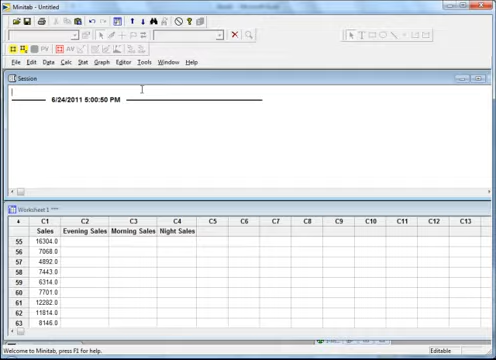 Minitab - Untitled
File Edit Data Calc Stat Graph Editor Tools Window Help
Session
6/24/2011 5:00:50 PM
Worksheet 1 ***
C1 C2 C3 C4 C5 C6 C7 C8 C9 C10 C11 C12 C13
Sales Evening Sales Morning Sales Night Sales
55 16304.0
56 7068.0
57 4892.0
58 7443.0
59 6314.0
60 7701.0
61 12282.0
62 11814.0
63 8146.0
Welcome to Minitab, press F1 for help. Editable